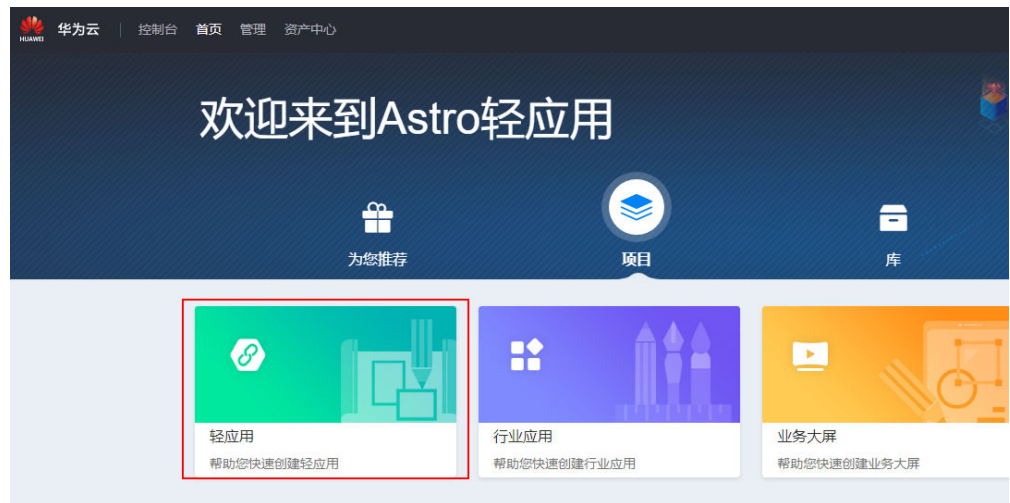 HUAWEI 华为云 控制台 首页 管理 资产中心
欢迎来到Astro轻应用
为您推荐 项目 库
轻应用 行业应用 业务大屏
帮助您快速创建轻应用 帮助您快速创建行业应用 帮助您快速创建业务大屏